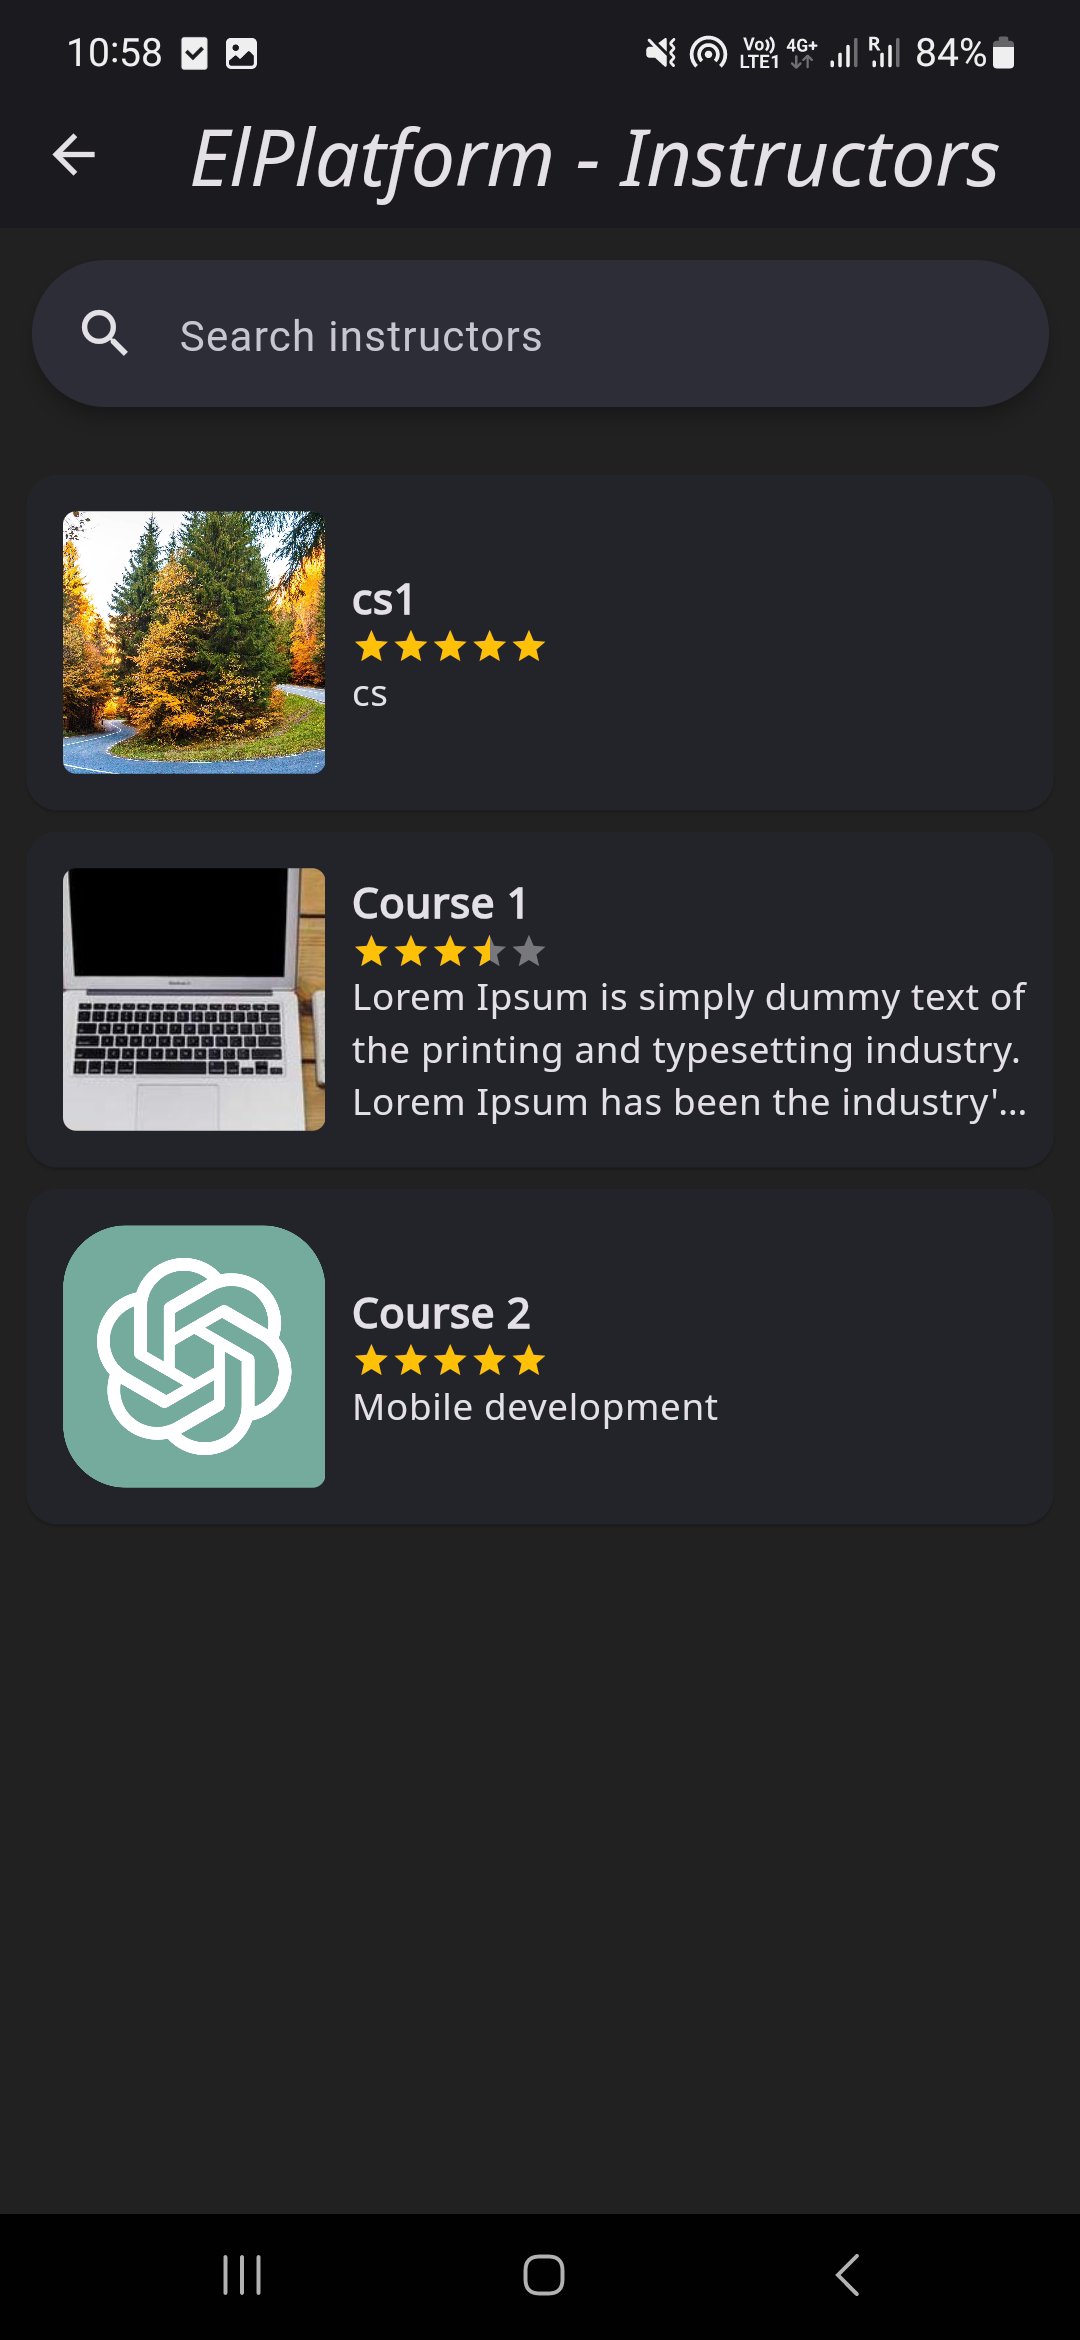 10:58
Vo)) LTE1 4G+ R 84%
ElPlatform - Instructors
Search instructors
cs1
cs
Course 1
Lorem Ipsum is simply dummy text of
the printing and typesetting industry.
Lorem Ipsum has been the industry'...
Course 2
Mobile development